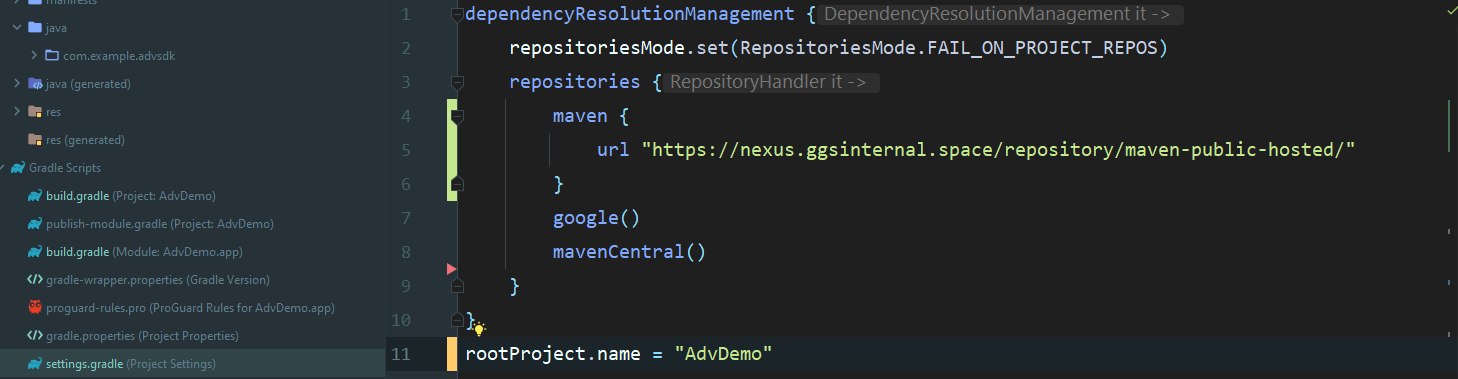 manifests
java
com.example.advsdk
java (generated)
res
res (generated)
Gradle Scripts
build.gradle (Project: AdvDemo)
publish-module.gradle (Project: AdvDemo)
build.gradle (Module: AdvDemo.app)
gradle-wrapper.properties (Gradle Version)
proguard-rules.pro (ProGuard Rules for AdvDemo.app)
gradle.properties (Project Properties)
settings.gradle (Project Settings)
1 dependencyResolutionManagement { DependencyResolutionManagement it ->
2 repositoriesMode.set(RepositoriesMode.FAIL_ON_PROJECT_REPOS)
3 repositories { RepositoryHandler it ->
4 maven {
5 url "https://nexus.ggsinternal.space/repository/maven-public-hosted/"
6 }
7 google()
8 mavenCentral()
9 }
10 }
11 rootProject.name = "AdvDemo"